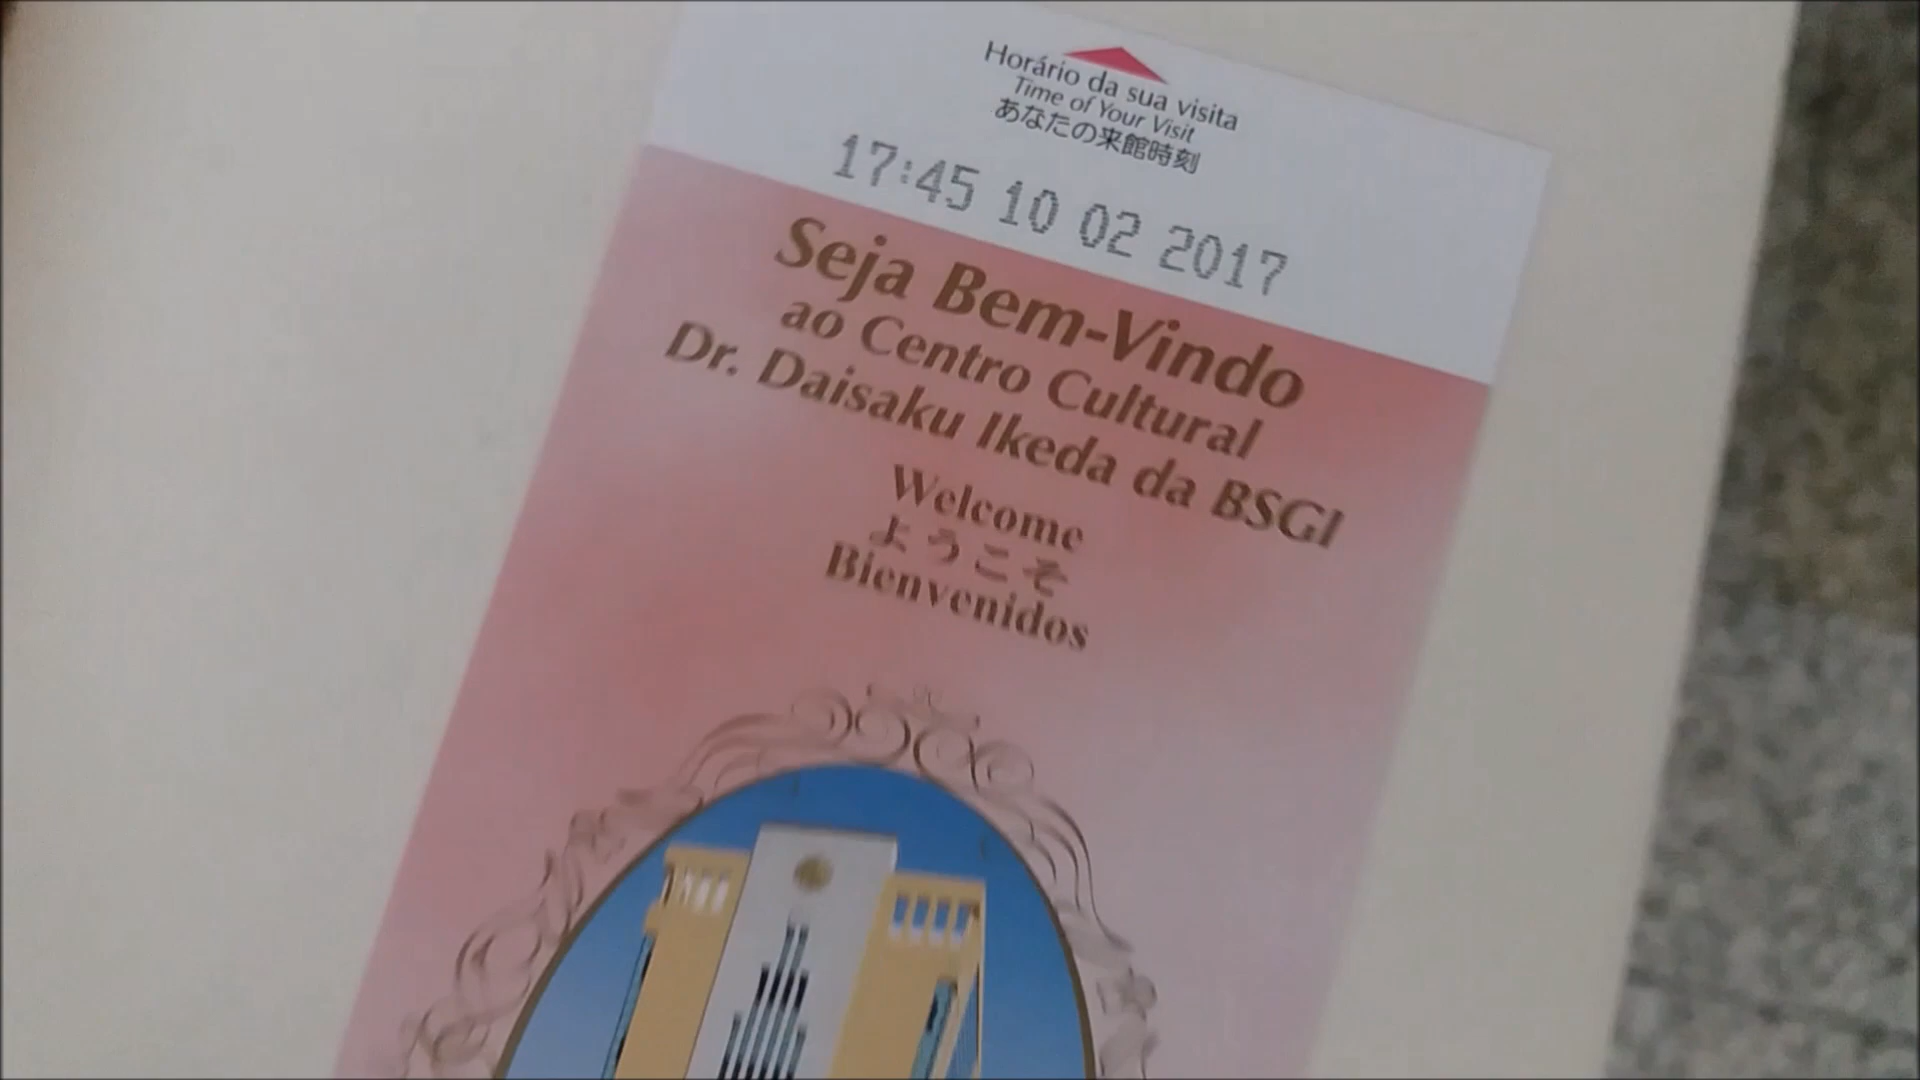 Horário da sua visita
Time of Your Visit
あなたの来館時刻
17:45 10 02 2017
Seja Bem-Vindo
ao Centro Cultural
Dr. Daisaku Ikeda da BSGI
Welcome
ようこそ
Bienvenidos